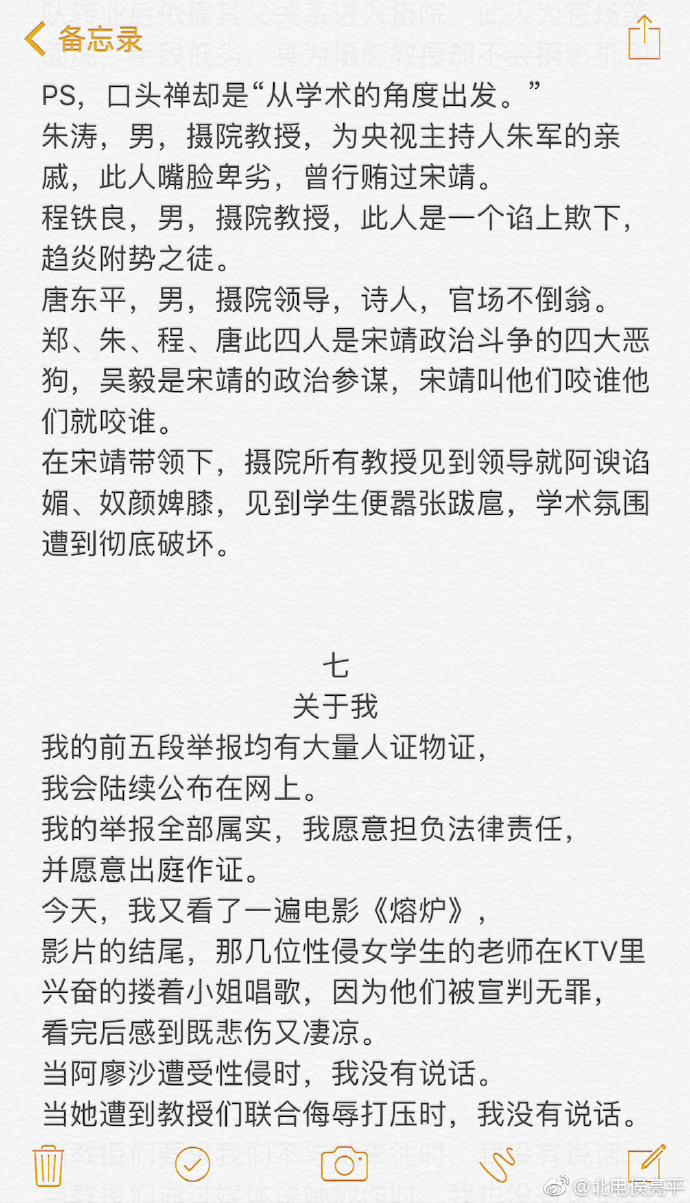 备忘录
PS，口头禅却是“从学术的角度出发。”
朱涛，男，摄院教授，为央视主持人朱军的亲
戚，此人嘴脸卑劣，曾行贿过宋靖。
程铁良，男，摄院教授，此人是一个谄上欺下，
趋炎附势之徒。
唐东平，男，摄院领导，诗人，官场不倒翁。
郑、朱、程、唐此四人是宋靖政治斗争的四大恶
狗，吴毅是宋靖的政治参谋，宋靖叫他们咬谁他
们就咬谁。
在宋靖带领下，摄院所有教授见到领导就阿谀谄
媚、奴颜婢膝，见到学生便嚣张跋扈，学术氛围
遭到彻底破坏。
七
关于我
我的前五段举报均有大量人证物证，
我会陆续公布在网上。
我的举报全部属实，我愿意担负法律责任，
并愿意出庭作证。
今天，我又看了一遍电影《熔炉》，
影片的结尾，那几位性侵女学生的老师在KTV里
兴奋的搂着小姐唱歌，因为他们被宣判无罪，
看完后感到既悲伤又凄凉。
当阿廖沙遭受性侵时，我没有说话。
当她遭到教授们联合侮辱打压时，我没有说话。
@北电侯亮平